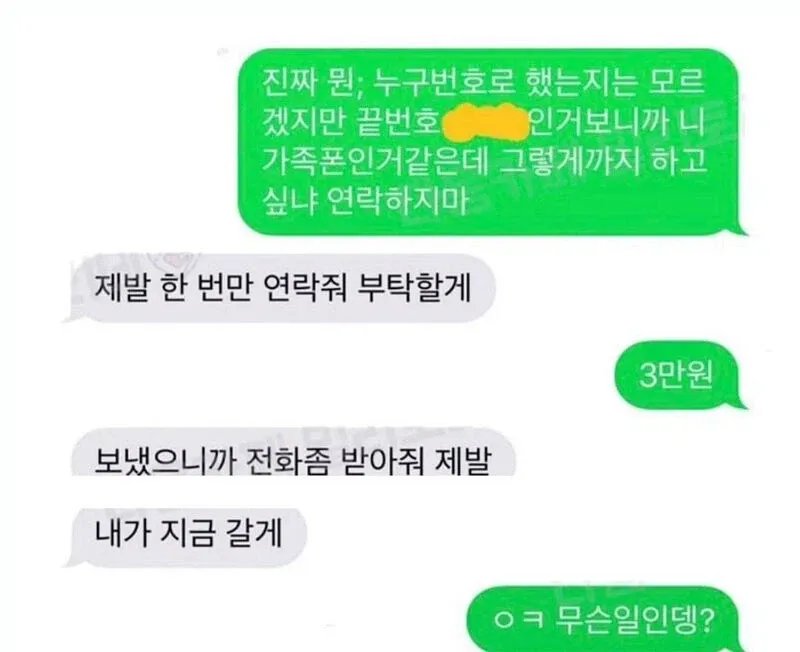 진짜 뭔; 누구번호로 했는지는 모르
겠지만 끝번호 인거보니까 니
가족폰인거같은데 그렇게까지 하고
싶냐 연락하지마
제발 한 번만 연락줘 부탁할게
3만원
보냈으니까 전화좀 받아줘 제발
내가 지금 갈게
ㅇㅋ 무슨일인뎅?